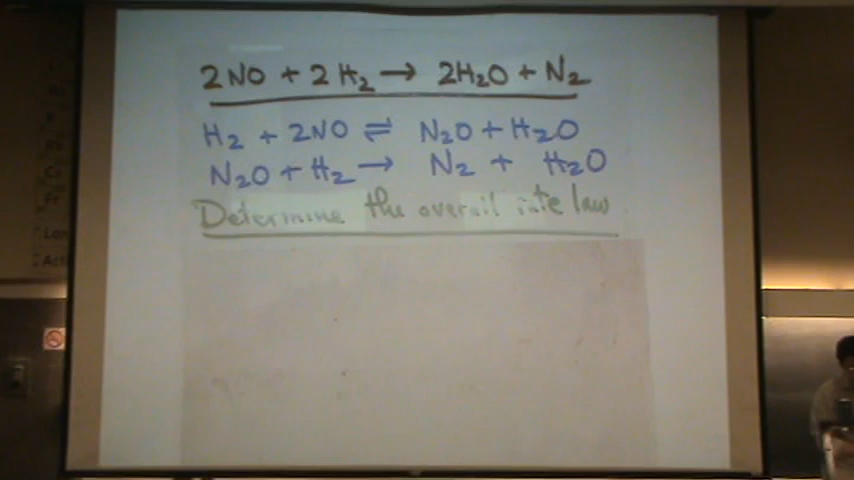 2NO + 2H₂ → 2H₂O + N₂
H₂ + 2NO ⇌ N₂O + H₂O
N₂O + H₂ → N₂ + H₂O
Determine the overall rate law